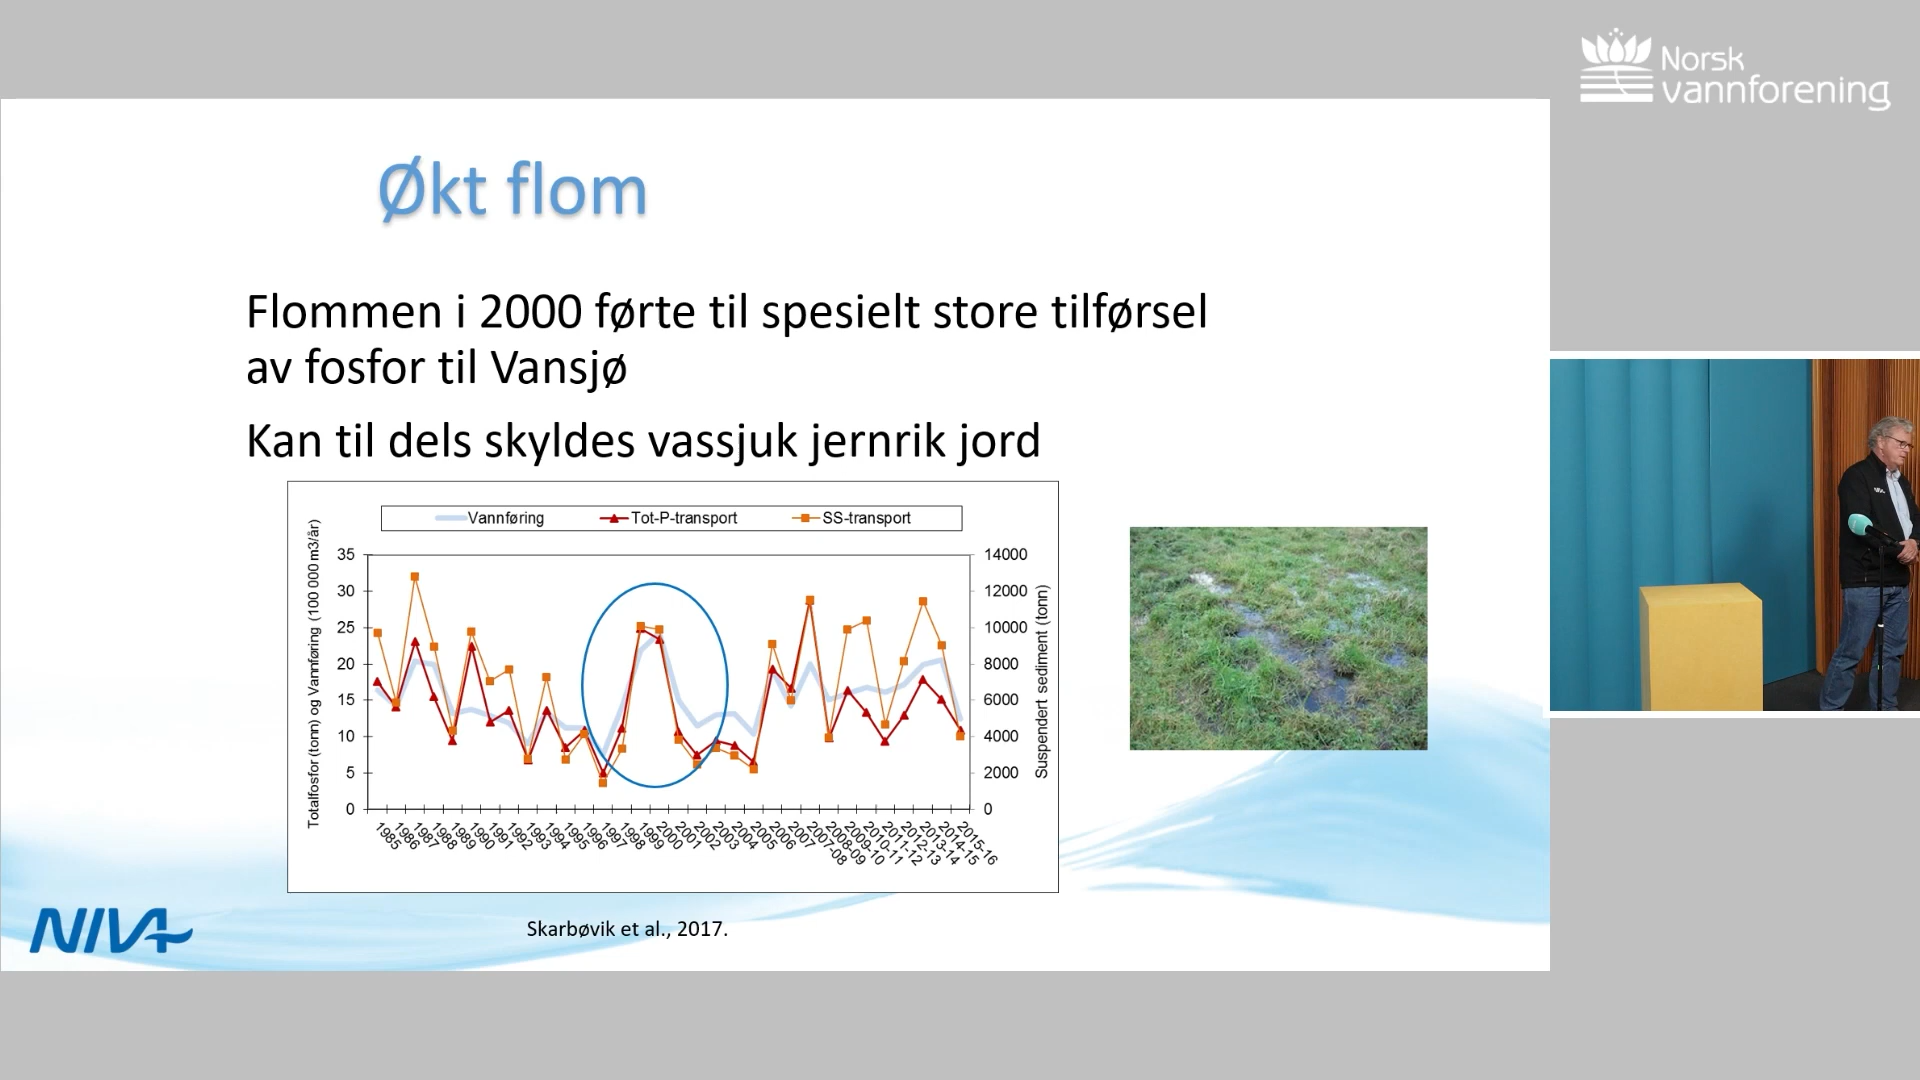 Norsk
vannforening
Økt flom
Flommen i 2000 førte til spesielt store tilførsel
av fosfor til Vansjø
Kan til dels skyldes vassjuk jernrik jord
Vannføring Tot-P-transport SS-transport
Totalfosfor (tonn) og Vannføring (100 000 m3/år)
35
30
25
20
15
10
5
0
14000
12000
10000
8000
6000
4000
2000
0
Suspendert sediment (tonn)
1985 1986 1987 1988 1989 1990 1991 1992 1993 1994 1995 1996 1997 1998 1999 2000 2001 2002 2003 2004 2005 2006 2007 2007-08 2008-09 2009-10 2010-11 2011-12 2012-13 2013-14 2014-15 2015-16
NIVA
Skarbøvik et al., 2017.